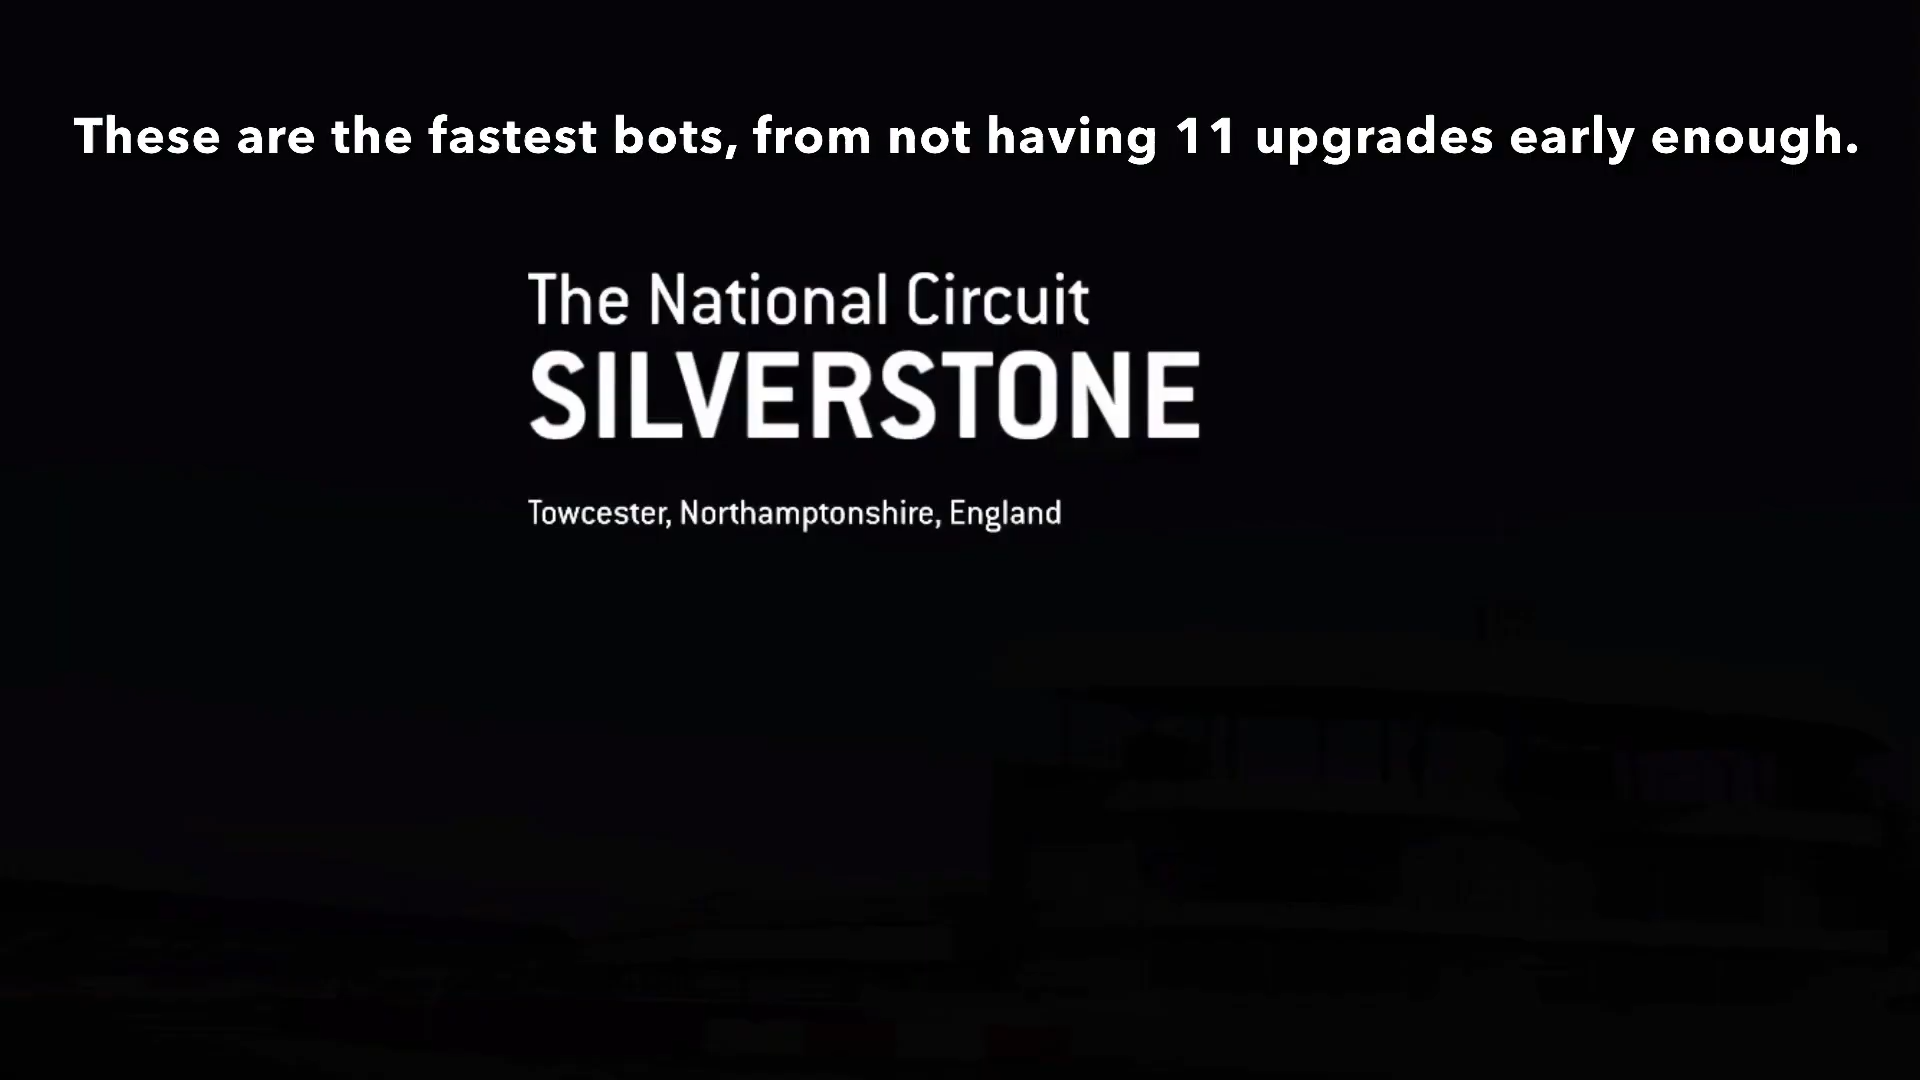 These are the fastest bots, from not having 11 upgrades early enough.
The National Circuit
SILVERSTONE
Towcester, Northamptonshire, England